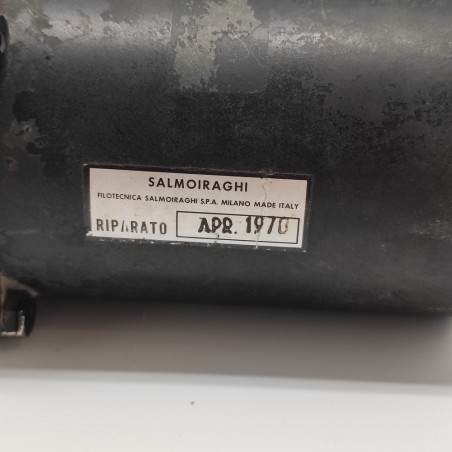 SALMOIRAGHI
FILOTECNICA SALMOIRAGHI S.P.A. MILANO MADE ITALY
RIPARATO APR. 1970